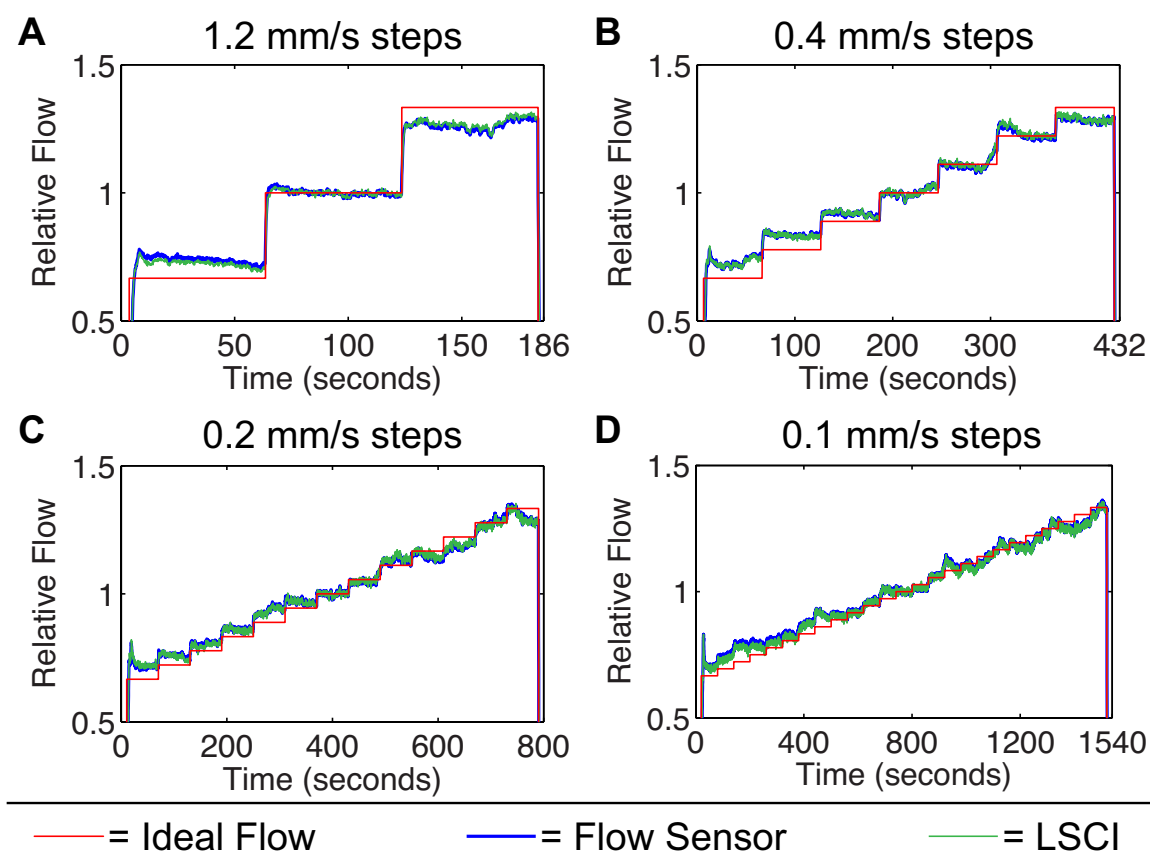 A
1.2 mm/s steps
Relative Flow
1.5
1
0.5
0 50 100 150 186
Time (seconds)
B
0.4 mm/s steps
Relative Flow
1.5
1
0.5
0 100 200 300 432
Time (seconds)
C
0.2 mm/s steps
Relative Flow
1.5
1
0.5
0 200 400 600 800
Time (seconds)
D
0.1 mm/s steps
Relative Flow
1.5
1
0.5
0 400 800 1200 1540
Time (seconds)
= Ideal Flow = Flow Sensor = LSCI